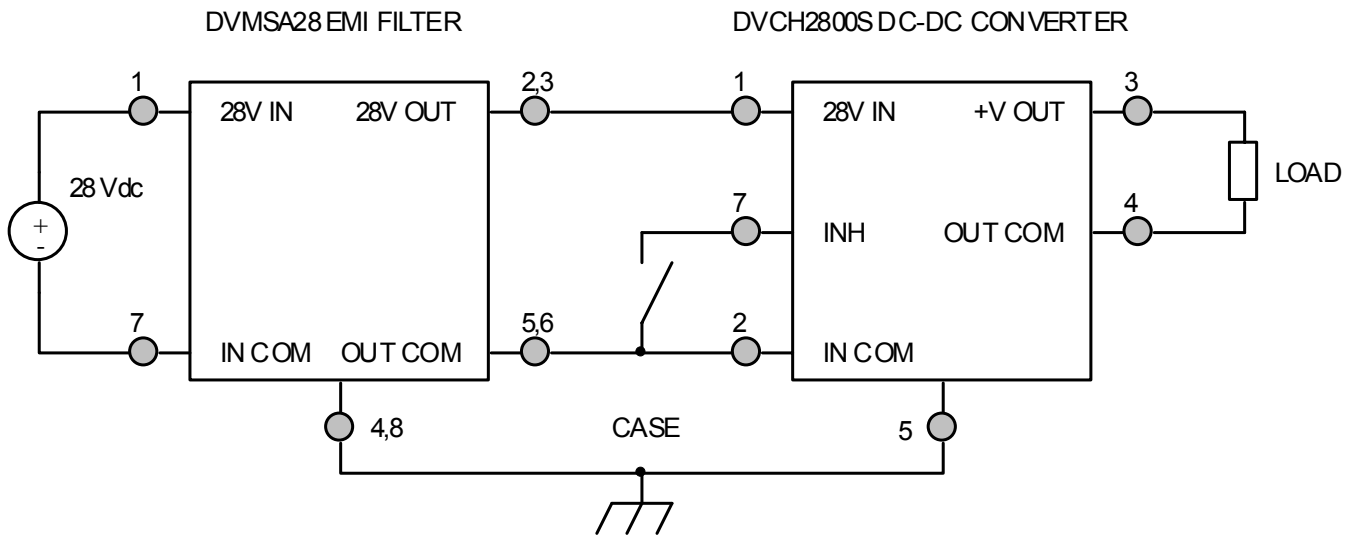 DVMSA28 EMI FILTER
DVCH2800S DC-DC CONVERTER
1
2,3
1
3
28V IN
28V OUT
28V IN
+V OUT
28 Vdc
LOAD
7
4
+
-
INH
OUT COM
7
5,6
2
IN COM
OUT COM
IN COM
4,8
CASE
5